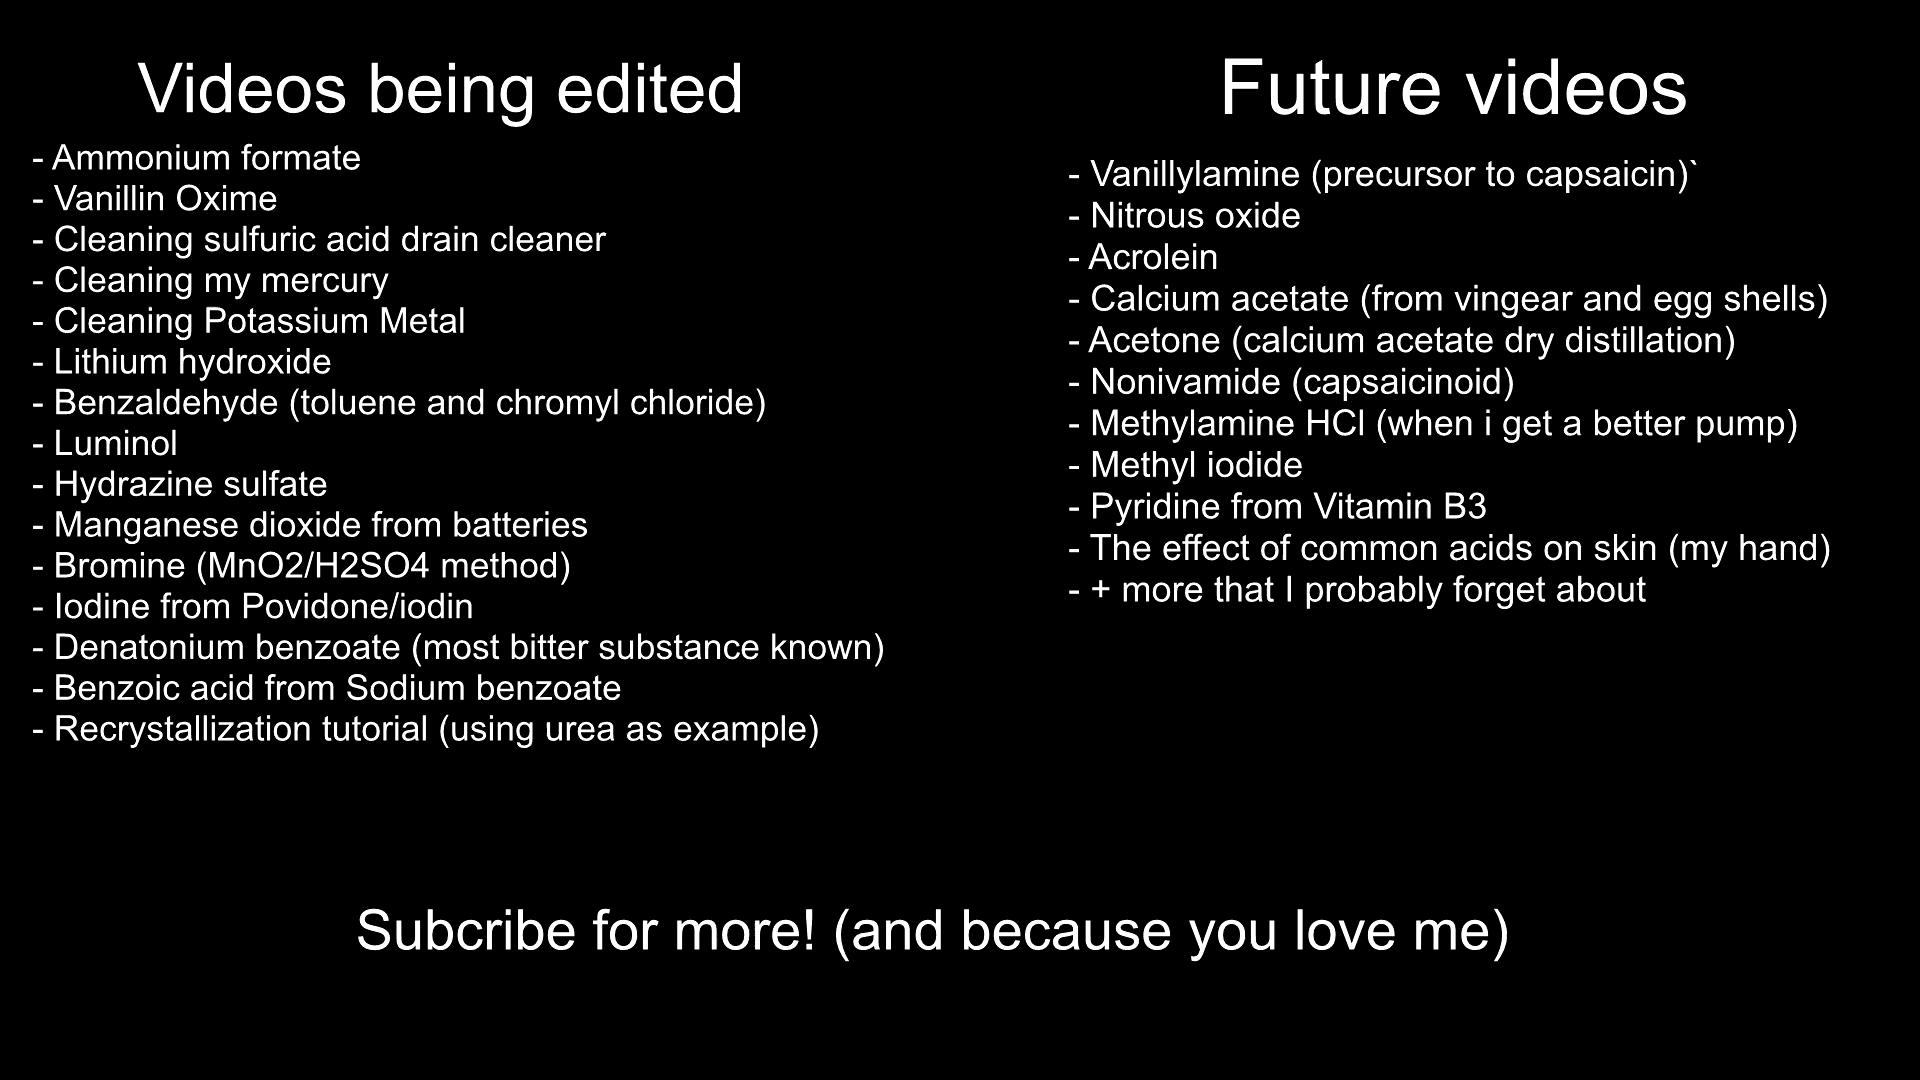 Videos being edited
- Ammonium formate
- Vanillin Oxime
- Cleaning sulfuric acid drain cleaner
- Cleaning my mercury
- Cleaning Potassium Metal
- Lithium hydroxide
- Benzaldehyde (toluene and chromyl chloride)
- Luminol
- Hydrazine sulfate
- Manganese dioxide from batteries
- Bromine (MnO2/H2SO4 method)
- Iodine from Povidone/iodin
- Denatonium benzoate (most bitter substance known)
- Benzoic acid from Sodium benzoate
- Recrystallization tutorial (using urea as example)
Future videos
- Vanillylamine (precursor to capsaicin)`
- Nitrous oxide
- Acrolein
- Calcium acetate (from vingear and egg shells)
- Acetone (calcium acetate dry distillation)
- Nonivamide (capsaicinoid)
- Methylamine HCl (when i get a better pump)
- Methyl iodide
- Pyridine from Vitamin B3
- The effect of common acids on skin (my hand)
- + more that I probably forget about
Subcribe for more! (and because you love me)